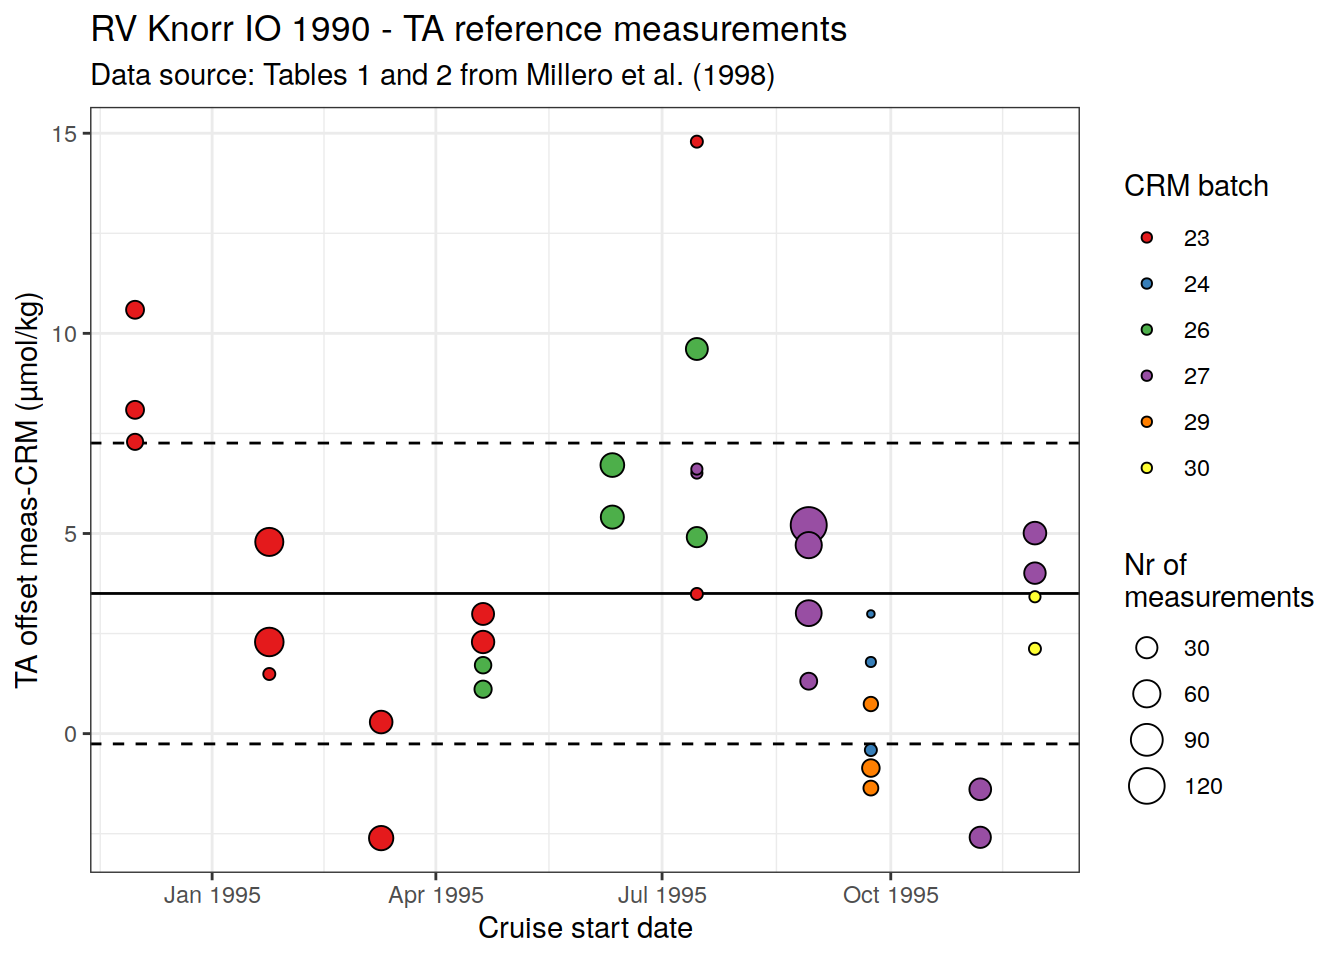 RV Knorr IO 1990 - TA reference measurements
Data source: Tables 1 and 2 from Millero et al. (1998)
TA offset meas-CRM (µmol/kg)
15
10
5
0
Jan 1995
Apr 1995
Jul 1995
Oct 1995
Cruise start date
CRM batch
23
24
26
27
29
30
Nr of
measurements
30
60
90
120